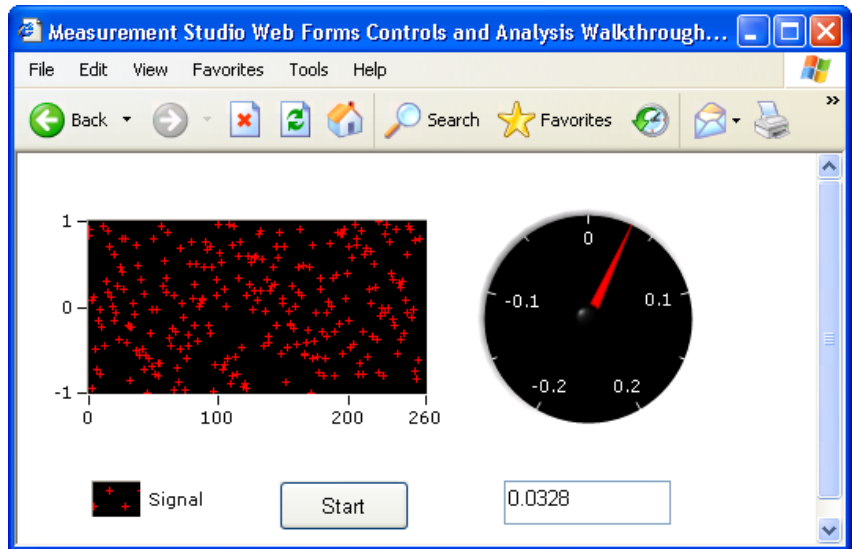 Measurement Studio Web Forms Controls and Analysis Walkthrough...
File Edit View Favorites Tools Help
Back Search Favorites »
1
0
-1
0 100 200 260
0
-0.1 0.1
-0.2 0.2
Signal
Start
0.0328